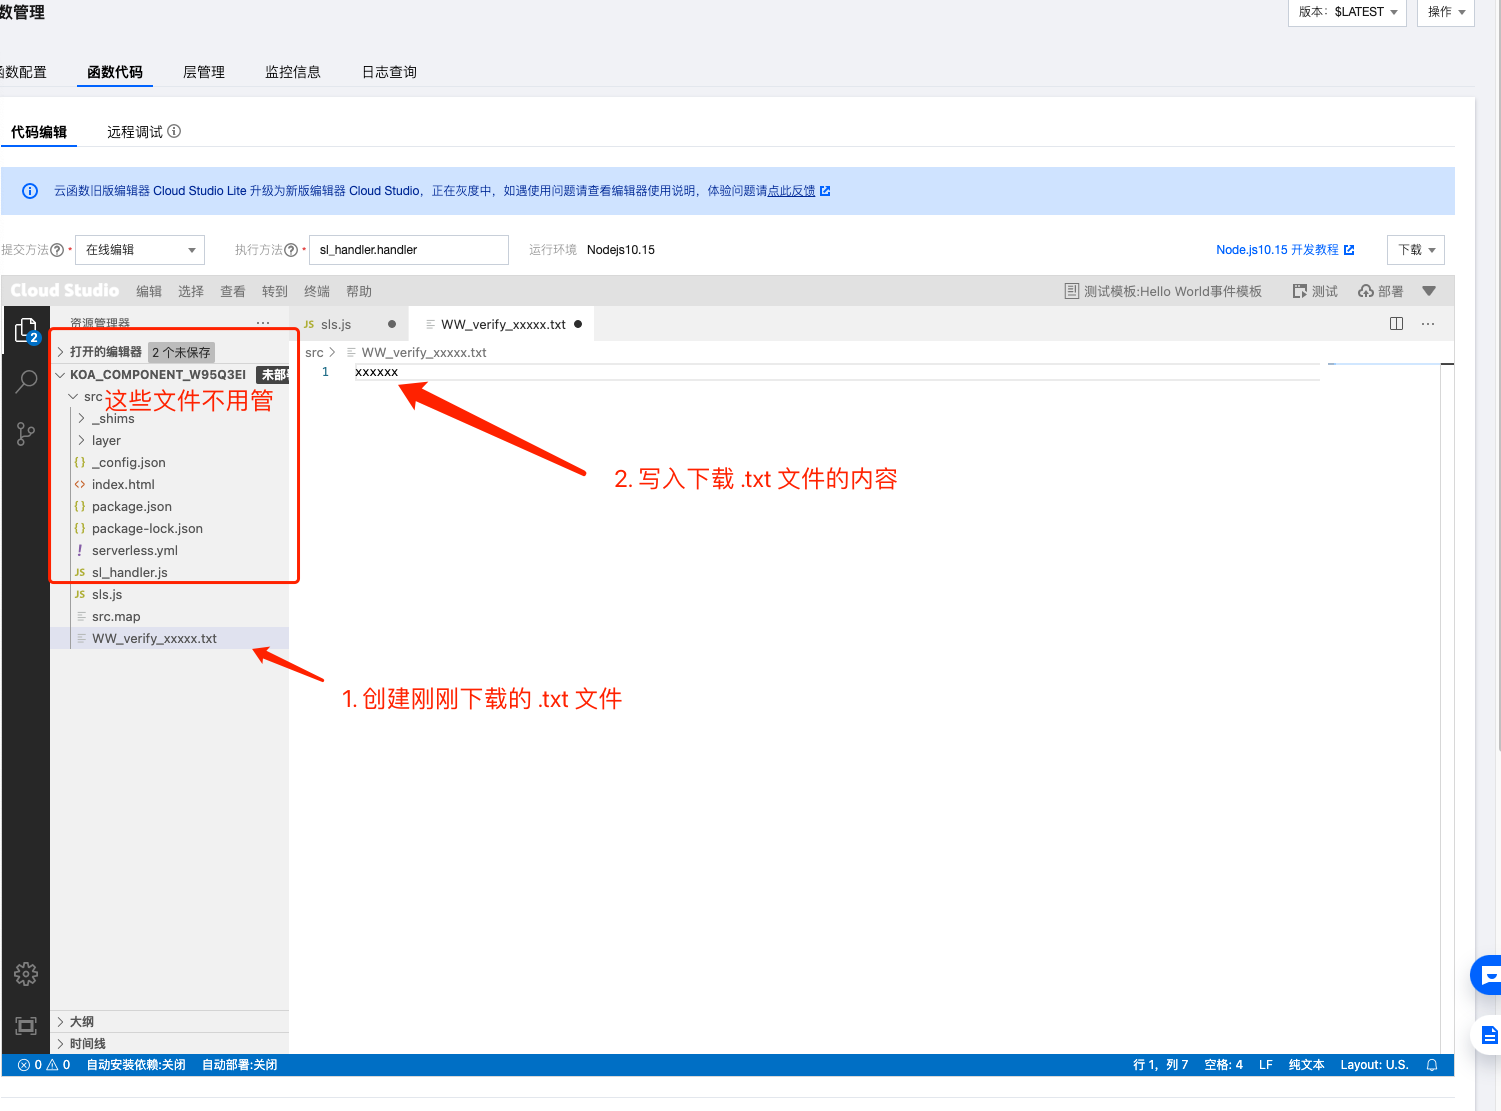 数管理
版本：$LATEST
操作
函数配置
函数代码
层管理
监控信息
日志查询
代码编辑
远程调试
云函数旧版编辑器 Cloud Studio Lite 升级为新版编辑器 Cloud Studio，正在灰度中，如遇使用问题请查看编辑器使用说明，体验问题请点此反馈
提交方法
*
在线编辑
执行方法
*
sl_handler.handler
运行环境
Nodejs10.15
Node.js10.15 开发教程
下载
Cloud Studio
编辑
选择
查看
转到
终端
帮助
测试模板:Hello World事件模板
测试
部署
2
资源管理器
JS sls.js
WW_verify_xxxxx.txt
打开的编辑器
2 个未保存
src
WW_verify_xxxxx.txt
KOA_COMPONENT_W95Q3EI
1
xxxxxx
src
这些文件不用管
_shims
layer
{} _config.json
<> index.html
{} package.json
{} package-lock.json
! serverless.yml
JS sl_handler.js
JS sls.js
src.map
WW_verify_xxxxx.txt
2. 写入下载 .txt 文件的内容
1. 创建刚刚下载的 .txt 文件
大纲
时间线
0
0
自动安装依赖:关闭
自动部署:关闭
行 1，列 7
空格: 4
LF
纯文本
Layout: U.S.